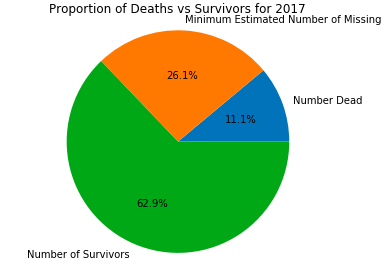 Proportion of Deaths vs Survivors for 2017
Minimum Estimated Number of Missing
26.1%
Number Dead
11.1%
62.9%
Number of Survivors